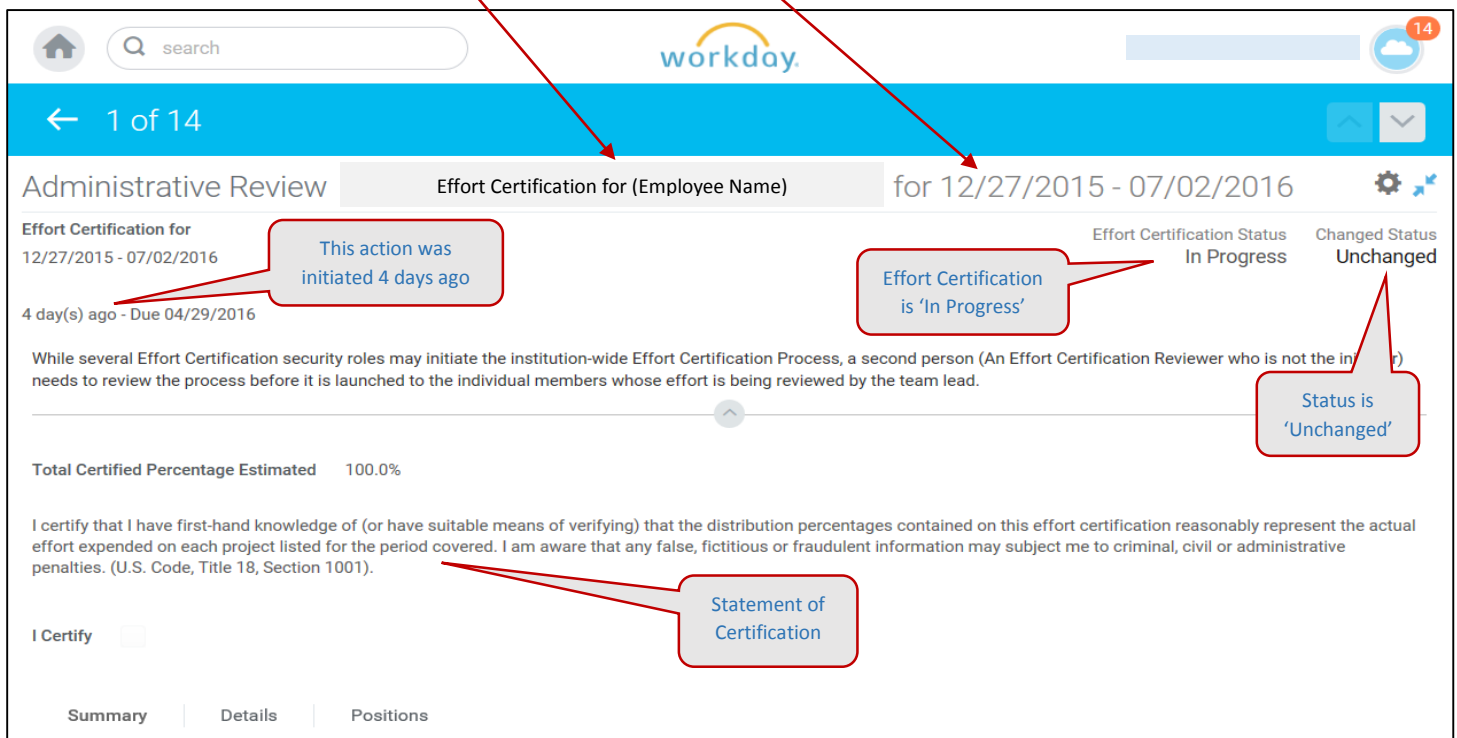 search
workday.
14
← 1 of 14
Administrative Review Effort Certification for (Employee Name) for 12/27/2015 - 07/02/2016
Effort Certification for
12/27/2015 - 07/02/2016
This action was
initiated 4 days ago
Effort Certification Status
In Progress
Changed Status
Unchanged
Effort Certification
is ‘In Progress’
4 day(s) ago - Due 04/29/2016
While several Effort Certification security roles may initiate the institution-wide Effort Certification Process, a second person (An Effort Certification Reviewer who is not the r)
needs to review the process before it is launched to the individual members whose effort is being reviewed by the team lead.
Status is
‘Unchanged’
Total Certified Percentage Estimated 100.0%
I certify that I have first-hand knowledge of (or have suitable means of verifying) that the distribution percentages contained on this effort certification reasonably represent the actual
effort expended on each project listed for the period covered. I am aware that any false, fictitious or fraudulent information may subject me to criminal, civil or administrative
penalties. (U.S. Code, Title 18, Section 1001).
Statement of
Certification
I Certify
Summary Details Positions